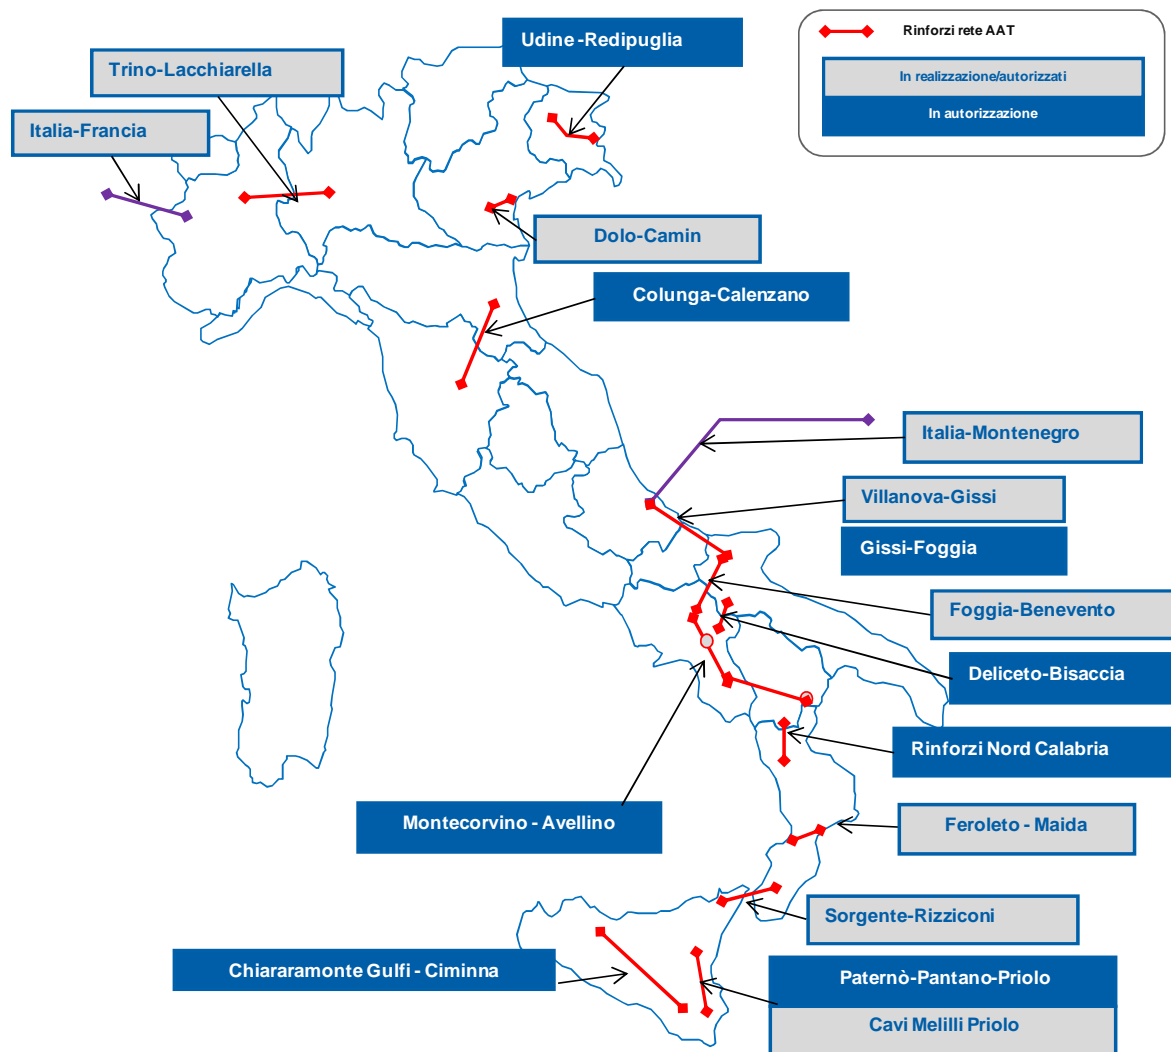 Udine -Redipuglia
Rinforzi rete AAT
In realizzazione/autorizzati
In autorizzazione
Trino-Lacchiarella
Italia-Francia
Dolo-Camin
Colunga-Calenzano
Italia-Montenegro
Villanova-Gissi
Gissi-Foggia
Foggia-Benevento
Deliceto-Bisaccia
Rinforzi Nord Calabria
Montecorvino - Avellino
Feroleto - Maida
Sorgente-Rizziconi
Chiararamonte Gulfi - Ciminna
Paternò-Pantano-Priolo
Cavi Melilli Priolo